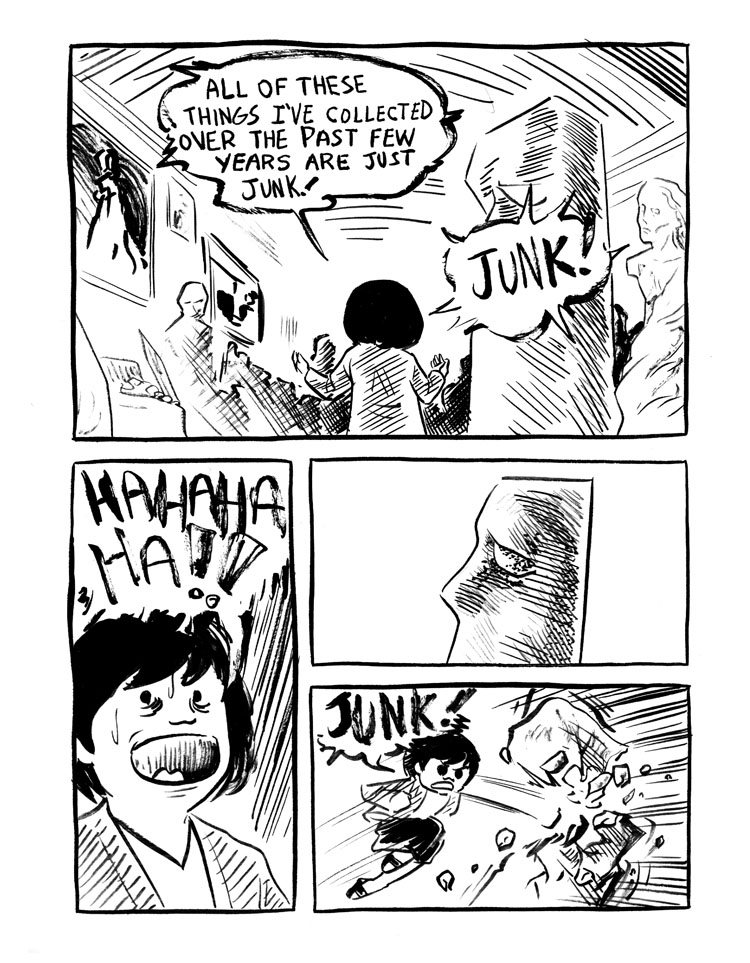 ALL OF THESE
THINGS I'VE COLLECTED
OVER THE PAST FEW
YEARS ARE JUST
JUNK!
JUNK!
HAHAHA
HA!!!
JUNK!!